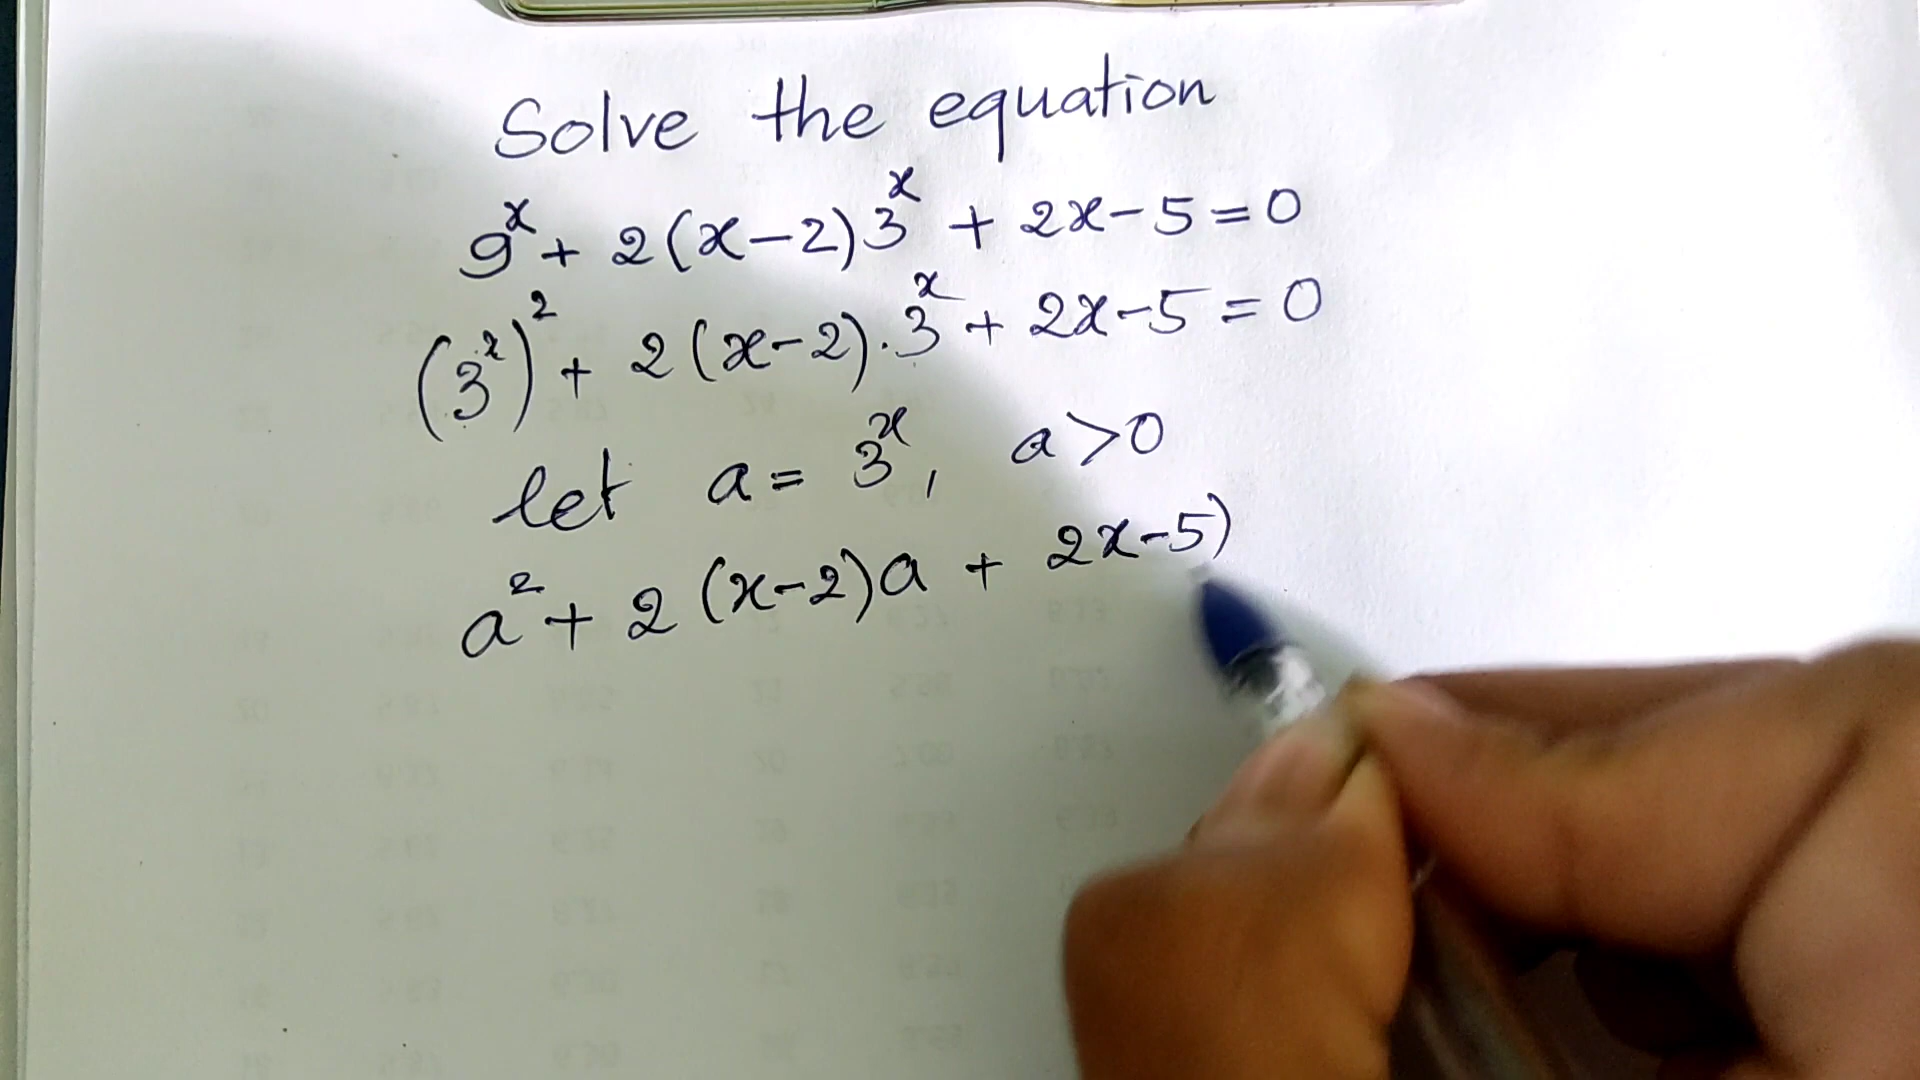 Solve the equation
9^x + 2(x-2)3^x + 2x-5=0
(3^x)^2 + 2(x-2).3^x + 2x-5=0
let a = 3^x, a>0
a^2 + 2(x-2)a + 2x-5)